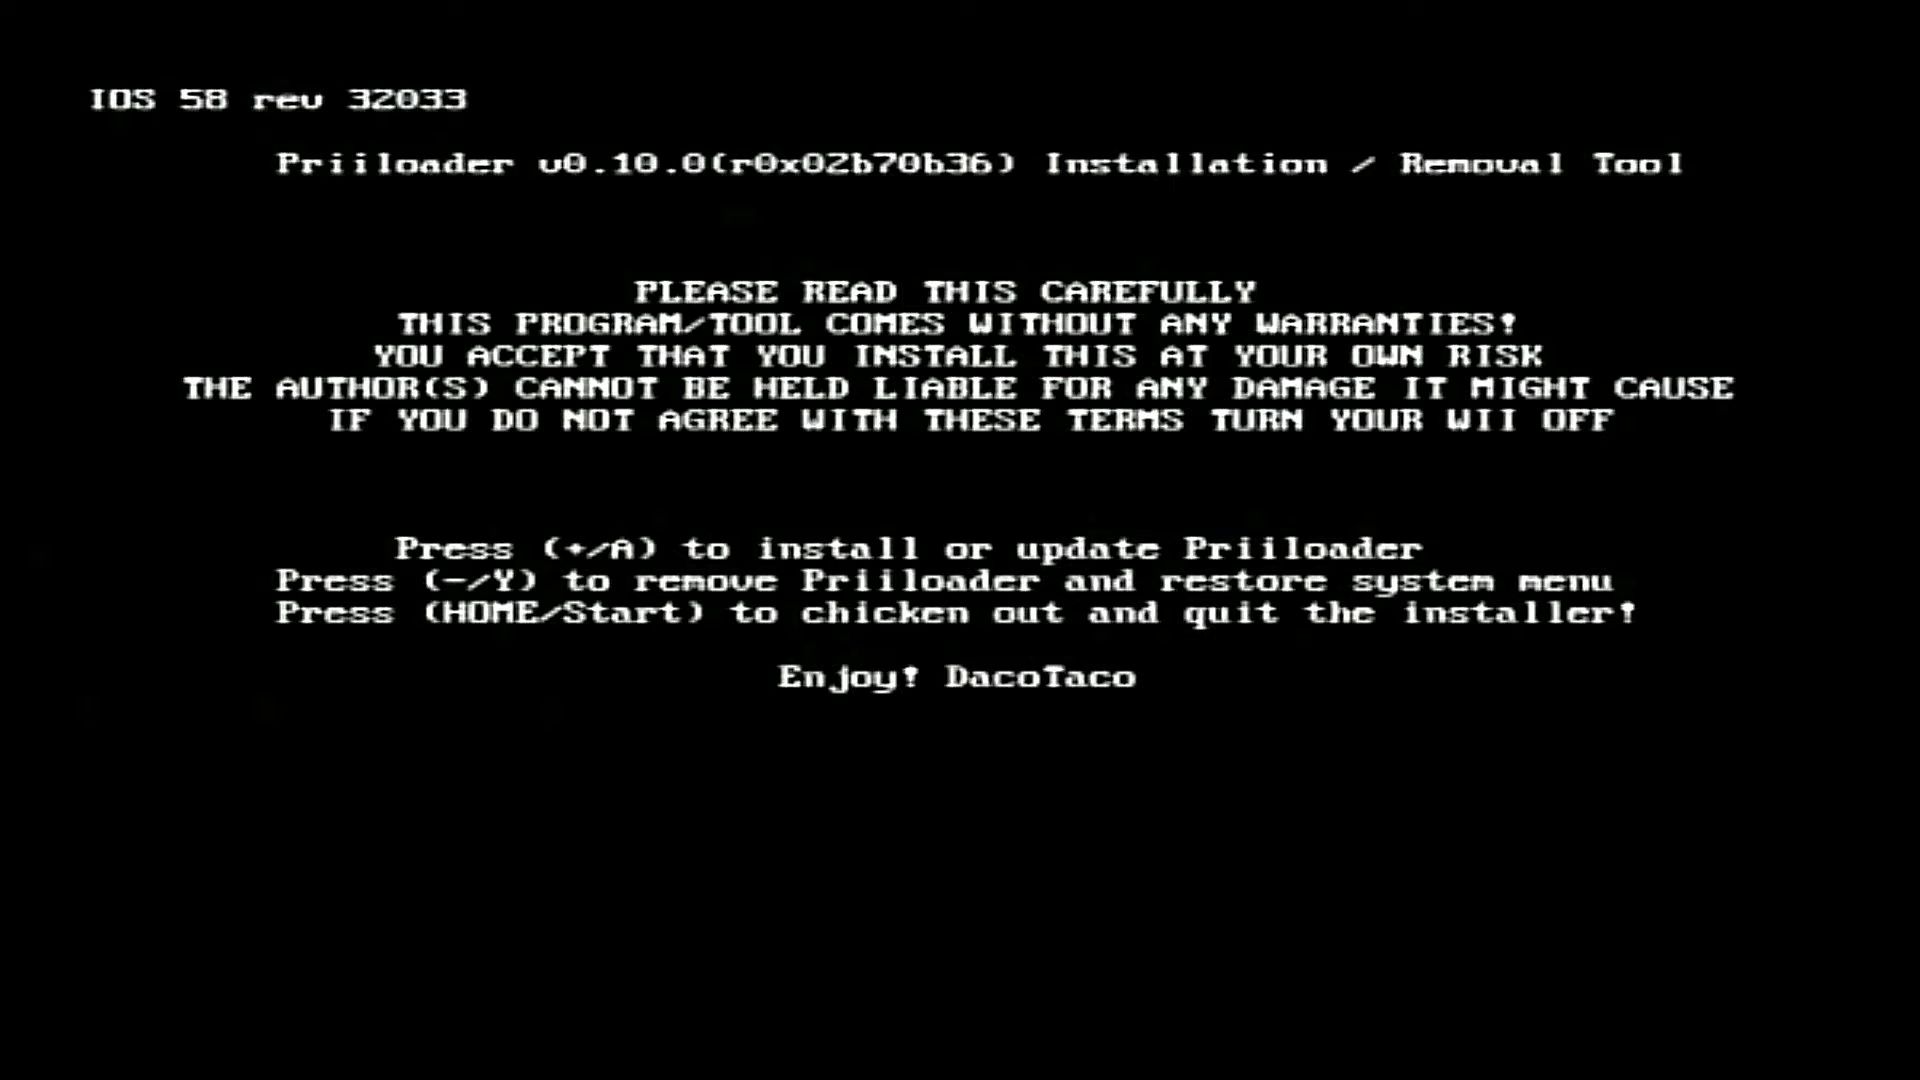 IOS 58 rev 32033
Priiloader v0.10.0(r0x02b70b36) Installation / Removal Tool
PLEASE READ THIS CAREFULLY
THIS PROGRAM/TOOL COMES WITHOUT ANY WARRANTIES!
YOU ACCEPT THAT YOU INSTALL THIS AT YOUR OWN RISK
THE AUTHOR(S) CANNOT BE HELD LIABLE FOR ANY DAMAGE IT MIGHT CAUSE
IF YOU DO NOT AGREE WITH THESE TERMS TURN YOUR WII OFF
Press (+/A) to install or update Priiloader
Press (-/Y) to remove Priiloader and restore system menu
Press (HOME/Start) to chicken out and quit the installer!
Enjoy! DacoTaco